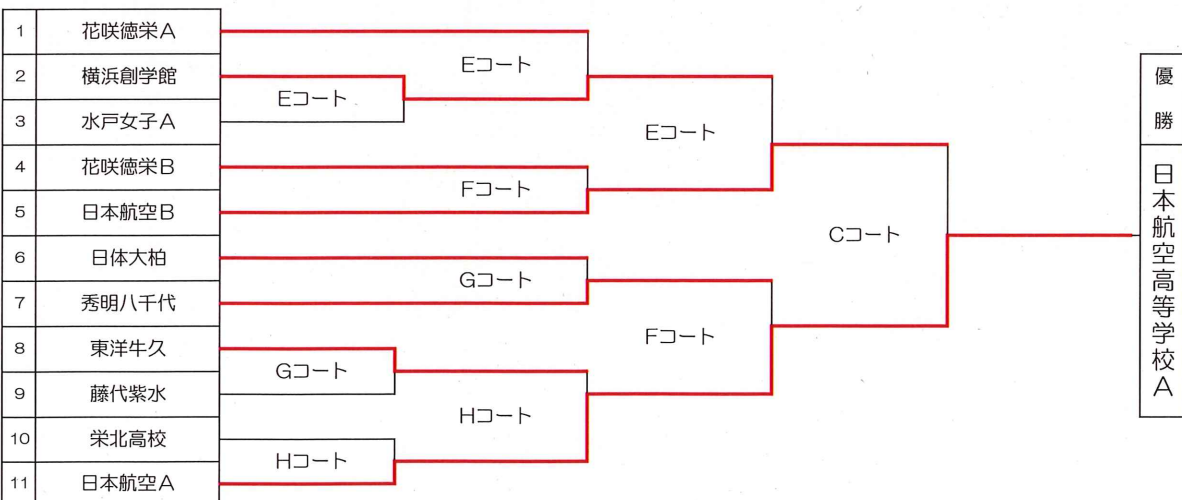 1 花咲徳栄A
2 横浜創学館
3 水戸女子A
4 花咲徳栄B
5 日本航空B
6 日体大柏
7 秀明八千代
8 東洋牛久
9 藤代紫水
10 栄北高校
11 日本航空A
Eコート
Eコート
Fコート
Gコート
Gコート
Hコート
Hコート
Eコート
Fコート
Cコート
優勝
日本航空高等学校A